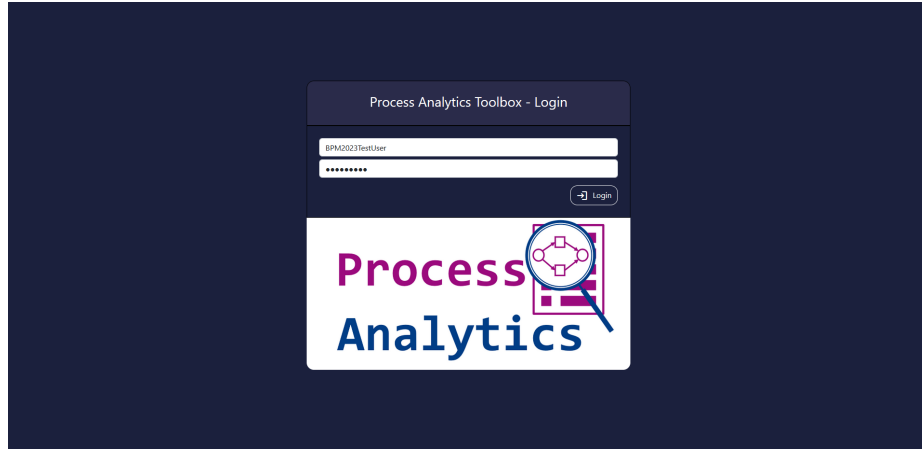 Process Analytics Toolbox - Login
BPM2023TestUser
•••••••••
Login
Process
Analytics